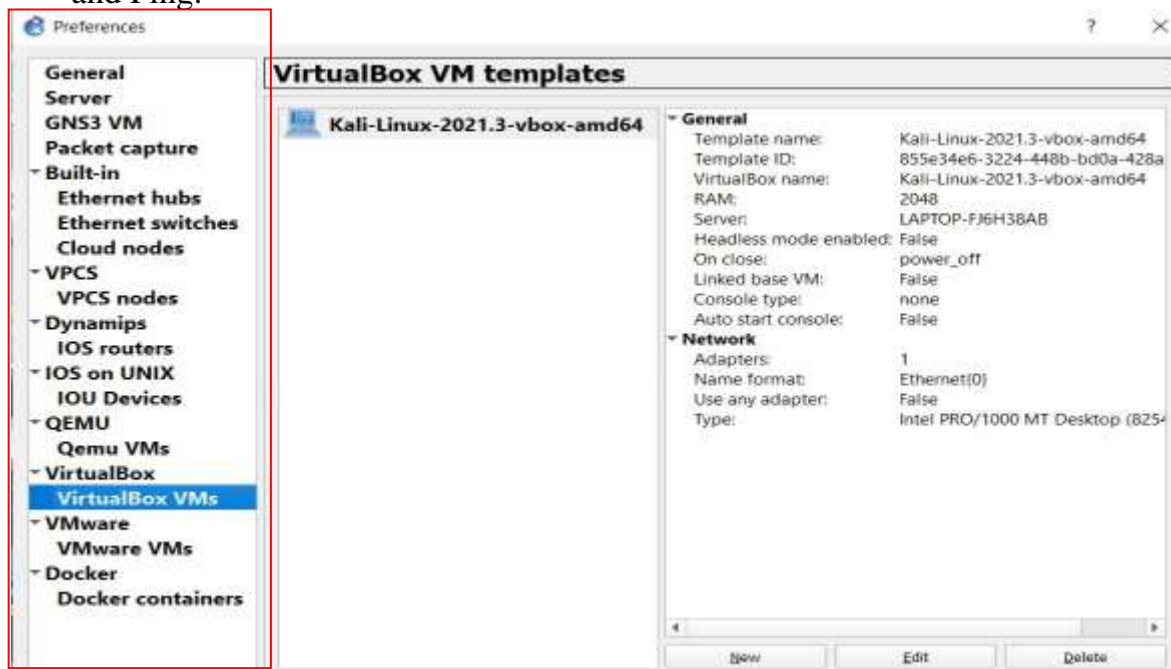 and Ping.
Preferences
General
Server
GNS3 VM
Packet capture
Built-in
Ethernet hubs
Ethernet switches
Cloud nodes
VPCS
VPCS nodes
Dynamips
IOS routers
IOS on UNIX
IOU Devices
QEMU
Qemu VMs
VirtualBox
VirtualBox VMs
VMware
VMware VMs
Docker
Docker containers
VirtualBox VM templates
Kali-Linux-2021.3-vbox-amd64
General
Template name: Kali-Linux-2021.3-vbox-amd64
Template ID: 855e34e6-3224-448b-bd0a-428a
VirtualBox name: Kali-Linux-2021.3-vbox-amd64
RAM: 2048
Server: LAPTOP-FJ6H38AB
Headless mode enabled: False
On close: power_off
Linked base VM: False
Console type: none
Auto start console: False
Network
Adapters: 1
Name format: Ethernet{0}
Use any adapter: False
Type: Intel PRO/1000 MT Desktop (8254
New Edit Delete